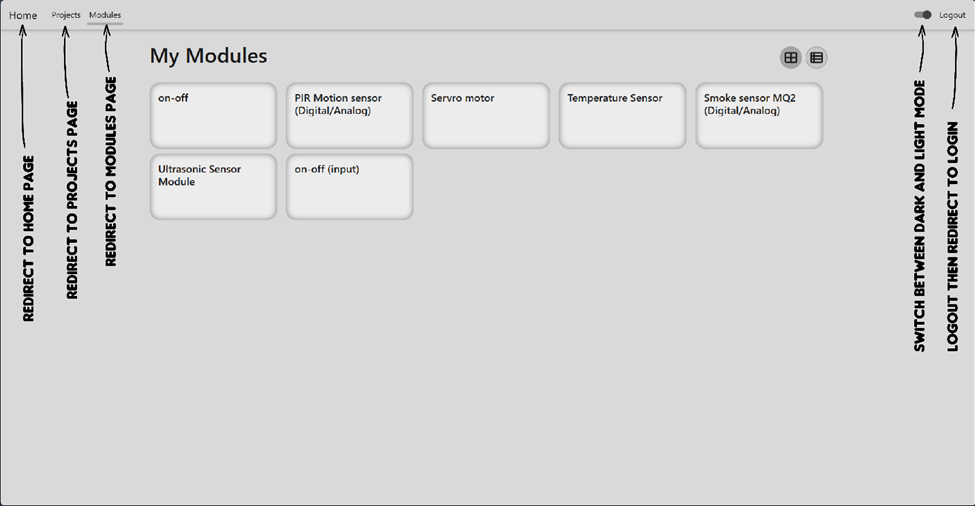 Home Projects Modules Logout
My Modules
on-off
PIR Motion sensor
(Digital/Analog)
Servro motor
Temperature Sensor
Smoke sensor MQ2
(Digital/Analog)
Ultrasonic Sensor
Module
on-off (input)
REDIRECT TO HOME PAGE
REDIRECT TO PROJECTS PAGE
REDIRECT TO MODULES PAGE
SWITCH BETWEEN DARK AND LIGHT MODE
LOGOUT THEN REDIRECT TO LOGIN